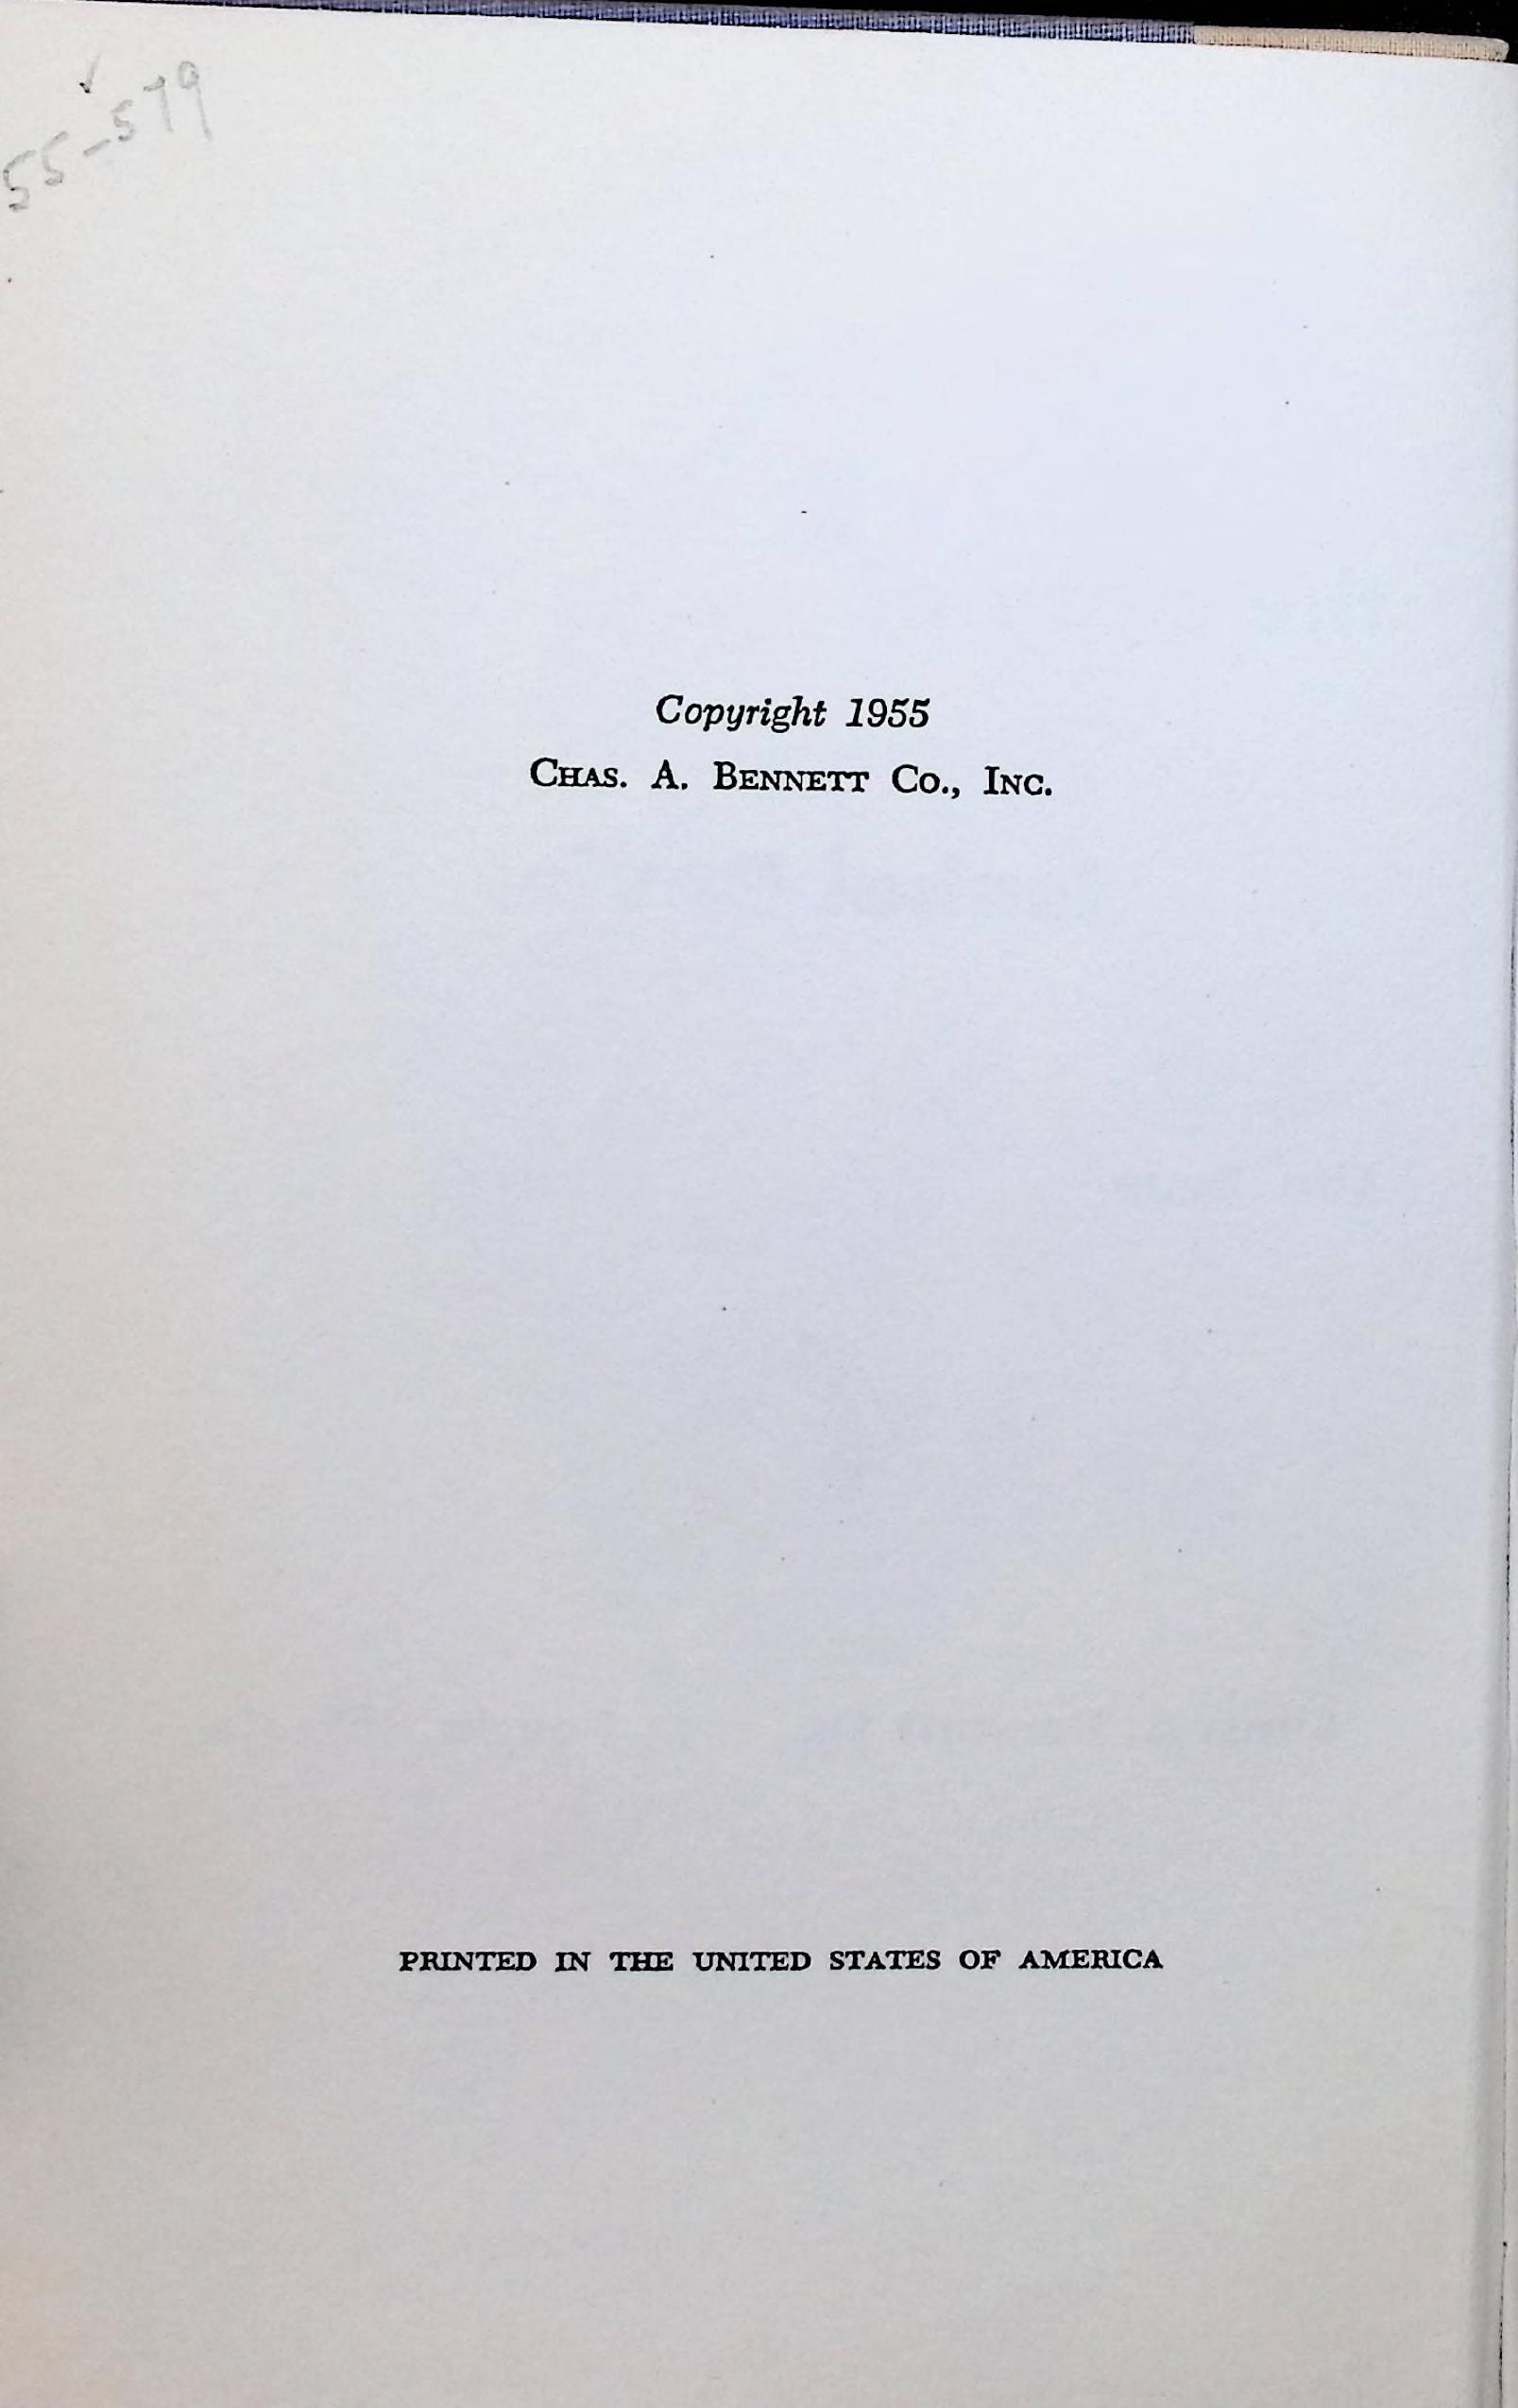 55-579
Copyright 1955
CHAS. A. BENNETT CO., INC.
PRINTED IN THE UNITED STATES OF AMERICA